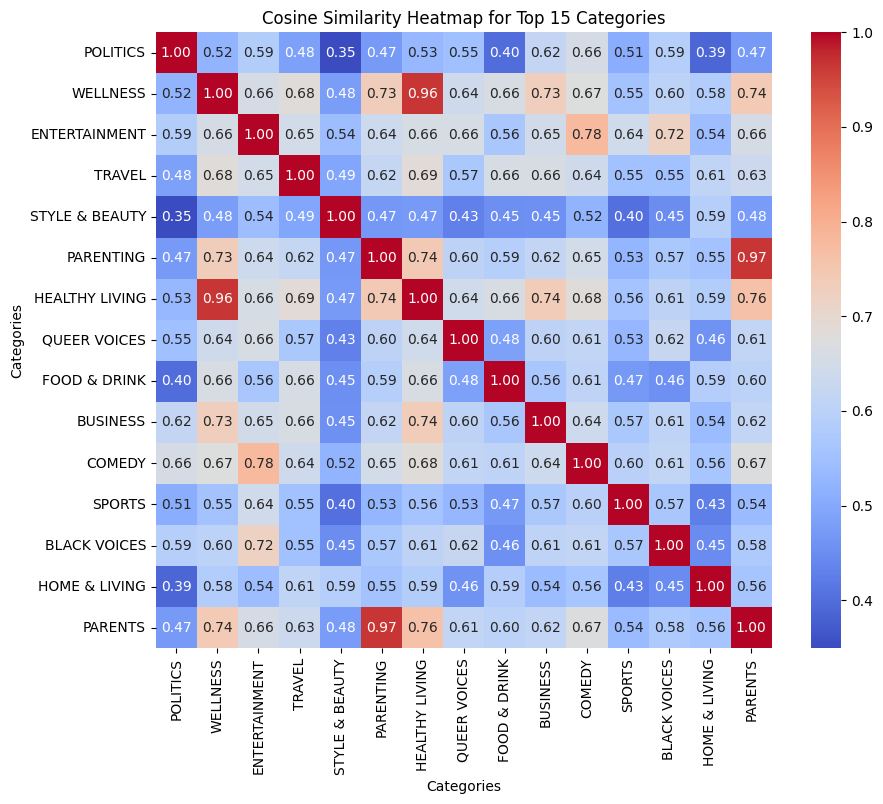 Cosine Similarity Heatmap for Top 15 Categories
Categories
POLITICS 1.00 0.52 0.59 0.48 0.35 0.47 0.53 0.55 0.40 0.62 0.66 0.51 0.59 0.39 0.47
WELLNESS 0.52 1.00 0.66 0.68 0.48 0.73 0.96 0.64 0.66 0.73 0.67 0.55 0.60 0.58 0.74
ENTERTAINMENT 0.59 0.66 1.00 0.65 0.54 0.64 0.66 0.66 0.56 0.65 0.78 0.64 0.72 0.54 0.66
TRAVEL 0.48 0.68 0.65 1.00 0.49 0.62 0.69 0.57 0.66 0.66 0.64 0.55 0.55 0.61 0.63
STYLE & BEAUTY 0.35 0.48 0.54 0.49 1.00 0.47 0.47 0.43 0.45 0.45 0.52 0.40 0.45 0.59 0.48
PARENTING 0.47 0.73 0.64 0.62 0.47 1.00 0.74 0.60 0.59 0.62 0.65 0.53 0.57 0.55 0.97
HEALTHY LIVING 0.53 0.96 0.66 0.69 0.47 0.74 1.00 0.64 0.66 0.74 0.68 0.56 0.61 0.59 0.76
QUEER VOICES 0.55 0.64 0.66 0.57 0.43 0.60 0.64 1.00 0.48 0.60 0.61 0.53 0.62 0.46 0.61
FOOD & DRINK 0.40 0.66 0.56 0.66 0.45 0.59 0.66 0.48 1.00 0.56 0.61 0.47 0.46 0.59 0.60
BUSINESS 0.62 0.73 0.65 0.66 0.45 0.62 0.74 0.60 0.56 1.00 0.64 0.57 0.61 0.54 0.62
COMEDY 0.66 0.67 0.78 0.64 0.52 0.65 0.68 0.61 0.61 0.64 1.00 0.60 0.61 0.56 0.67
SPORTS 0.51 0.55 0.64 0.55 0.40 0.53 0.56 0.53 0.47 0.57 0.60 1.00 0.57 0.43 0.54
BLACK VOICES 0.59 0.60 0.72 0.55 0.45 0.57 0.61 0.62 0.46 0.61 0.61 0.57 1.00 0.45 0.58
HOME & LIVING 0.39 0.58 0.54 0.61 0.59 0.55 0.59 0.46 0.59 0.54 0.56 0.43 0.45 1.00 0.56
PARENTS 0.47 0.74 0.66 0.63 0.48 0.97 0.76 0.61 0.60 0.62 0.67 0.54 0.58 0.56 1.00
POLITICS
WELLNESS
ENTERTAINMENT
TRAVEL
STYLE & BEAUTY
PARENTING
HEALTHY LIVING
QUEER VOICES
FOOD & DRINK
BUSINESS
COMEDY
SPORTS
BLACK VOICES
HOME & LIVING
PARENTS
Categories
1.0
0.9
0.8
0.7
0.6
0.5
0.4